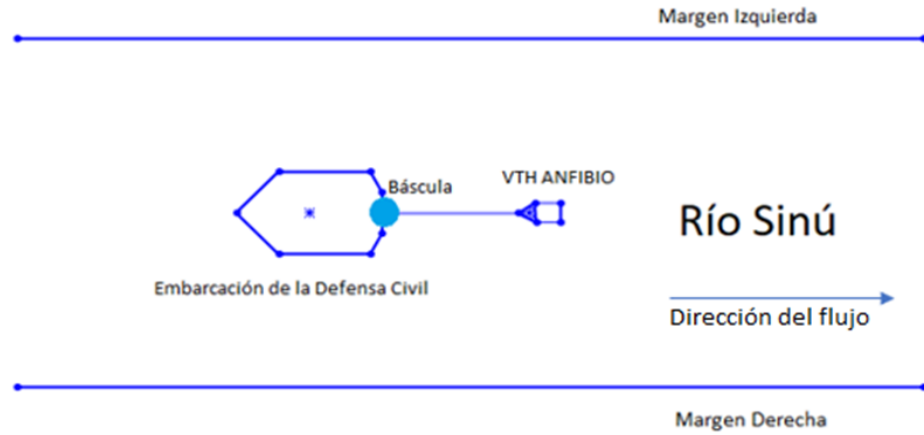 Margen Izquierda
VTH ANFIBIO
Báscula
Río Sinú
Embarcación de la Defensa Civil
Dirección del flujo
Margen Derecha